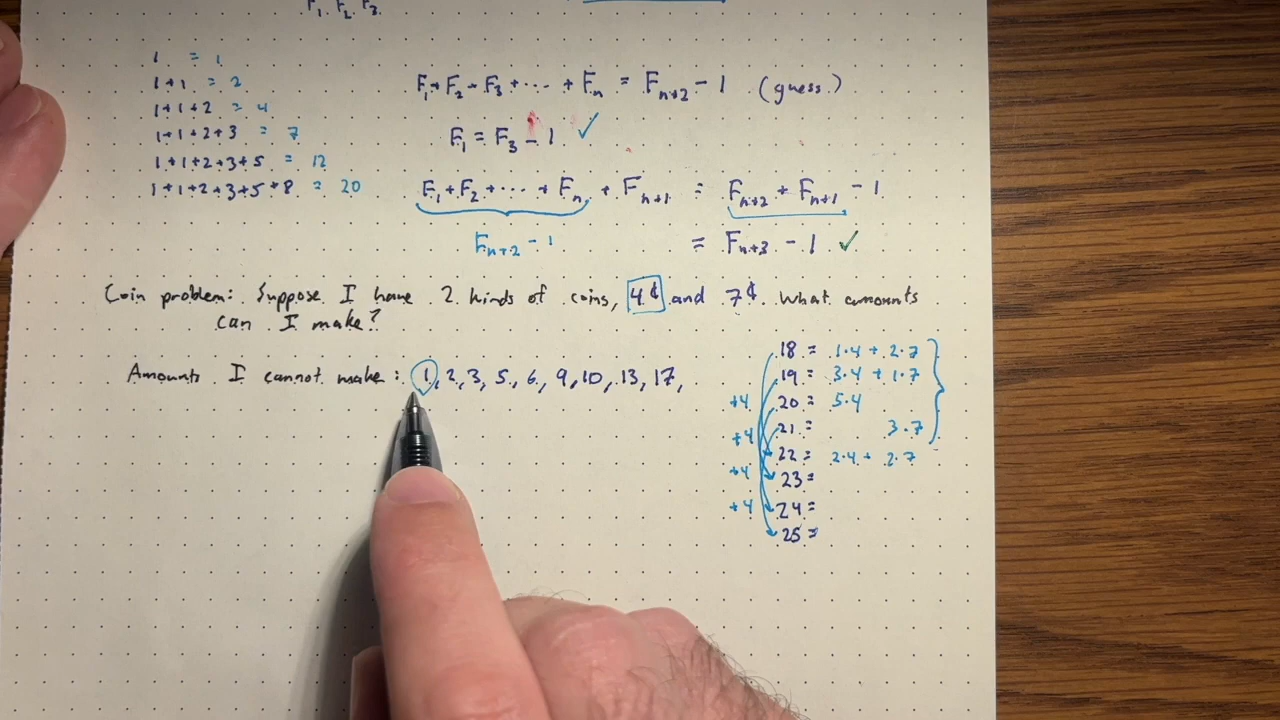 F₁ F₂ F₃
1 = 1
1+1 = 2
1+1+2 = 4
1+1+2+3 = 7
1+1+2+3+5 = 12
1+1+2+3+5+8 = 20
F₁+F₂+F₃+⋯+Fₙ = Fₙ₊₂ - 1 (guess)
F₁ = F₃ - 1 ✓
F₁+F₂+⋯+Fₙ + Fₙ₊₁ = Fₙ₊₂ + Fₙ₊₁ - 1
Fₙ₊₂ - 1 = Fₙ₊₃ - 1 ✓
Coin problem: Suppose I have 2 kinds of coins, 4¢ and 7¢. What amounts
can I make?
Amounts I cannot make: 1, 2, 3, 5, 6, 9, 10, 13, 17,
18 = 1·4 + 2·7
19 = 3·4 + 1·7
+4 20 = 5·4
21 = 3·7
+4
22 = 2·4 + 2·7
+4 23 =
+4 24 =
25 =